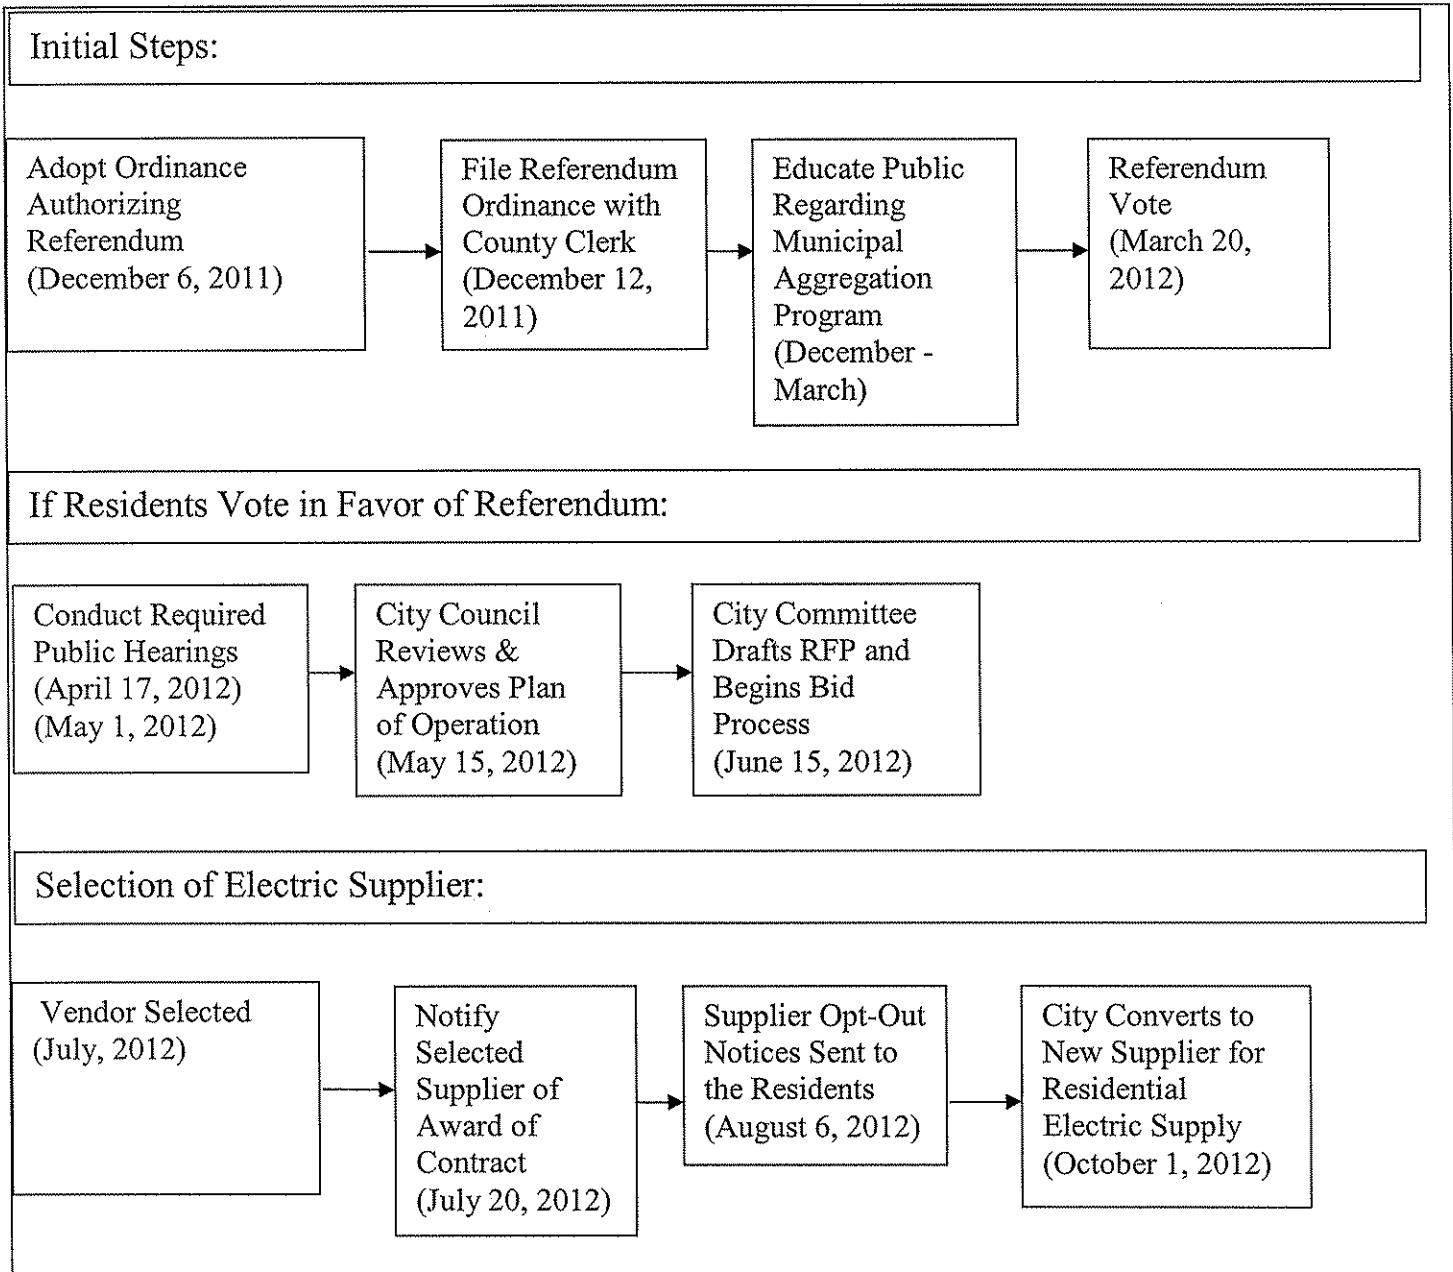 Initial Steps:
Adopt Ordinance
Authorizing
Referendum
(December 6, 2011)
File Referendum
Ordinance with
County Clerk
(December 12,
2011)
Educate Public
Regarding
Municipal
Aggregation
Program
(December -
March)
Referendum
Vote
(March 20,
2012)
If Residents Vote in Favor of Referendum:
Conduct Required
Public Hearings
(April 17, 2012)
(May 1, 2012)
City Council
Reviews &
Approves Plan
of Operation
(May 15, 2012)
City Committee
Drafts RFP and
Begins Bid
Process
(June 15, 2012)
Selection of Electric Supplier:
Vendor Selected
(July, 2012)
Notify
Selected
Supplier of
Award of
Contract
(July 20, 2012)
Supplier Opt-Out
Notices Sent to
the Residents
(August 6, 2012)
City Converts to
New Supplier for
Residential
Electric Supply
(October 1, 2012)